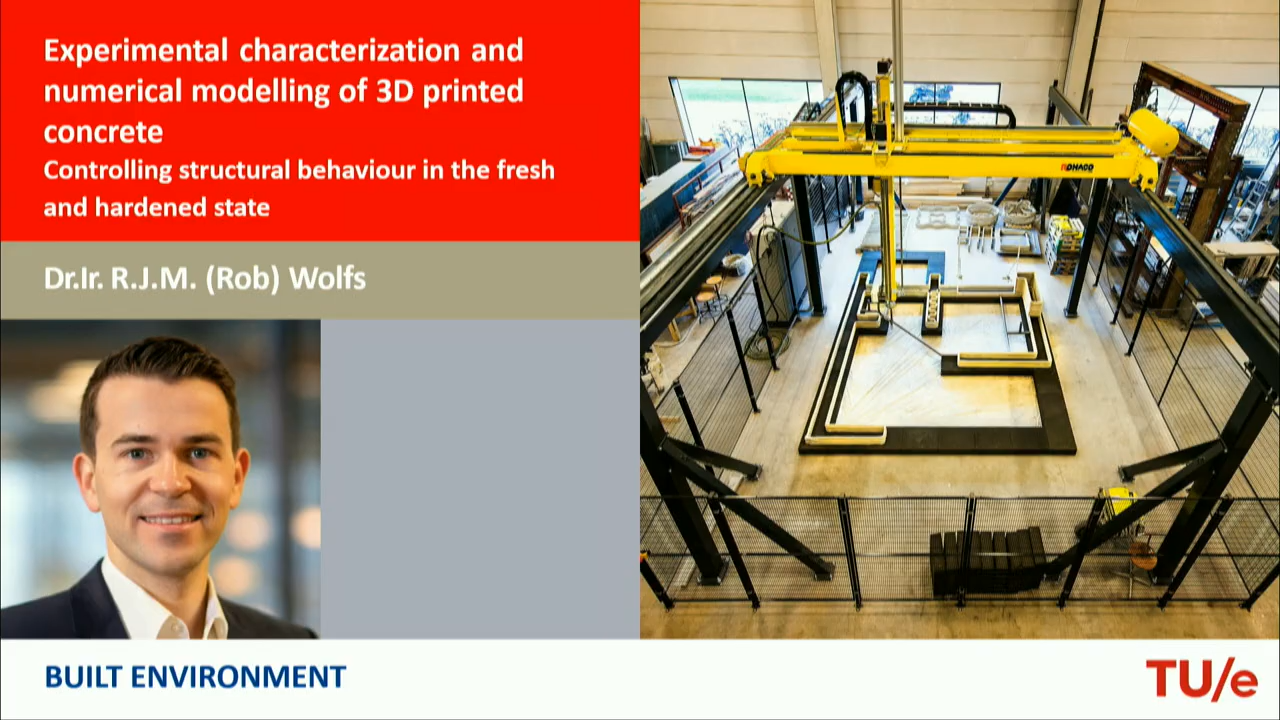 Experimental characterization and
numerical modelling of 3D printed
concrete
Controlling structural behaviour in the fresh
and hardened state
Dr.Ir. R.J.M. (Rob) Wolfs
ROHACO
BUILT ENVIRONMENT
TU/e